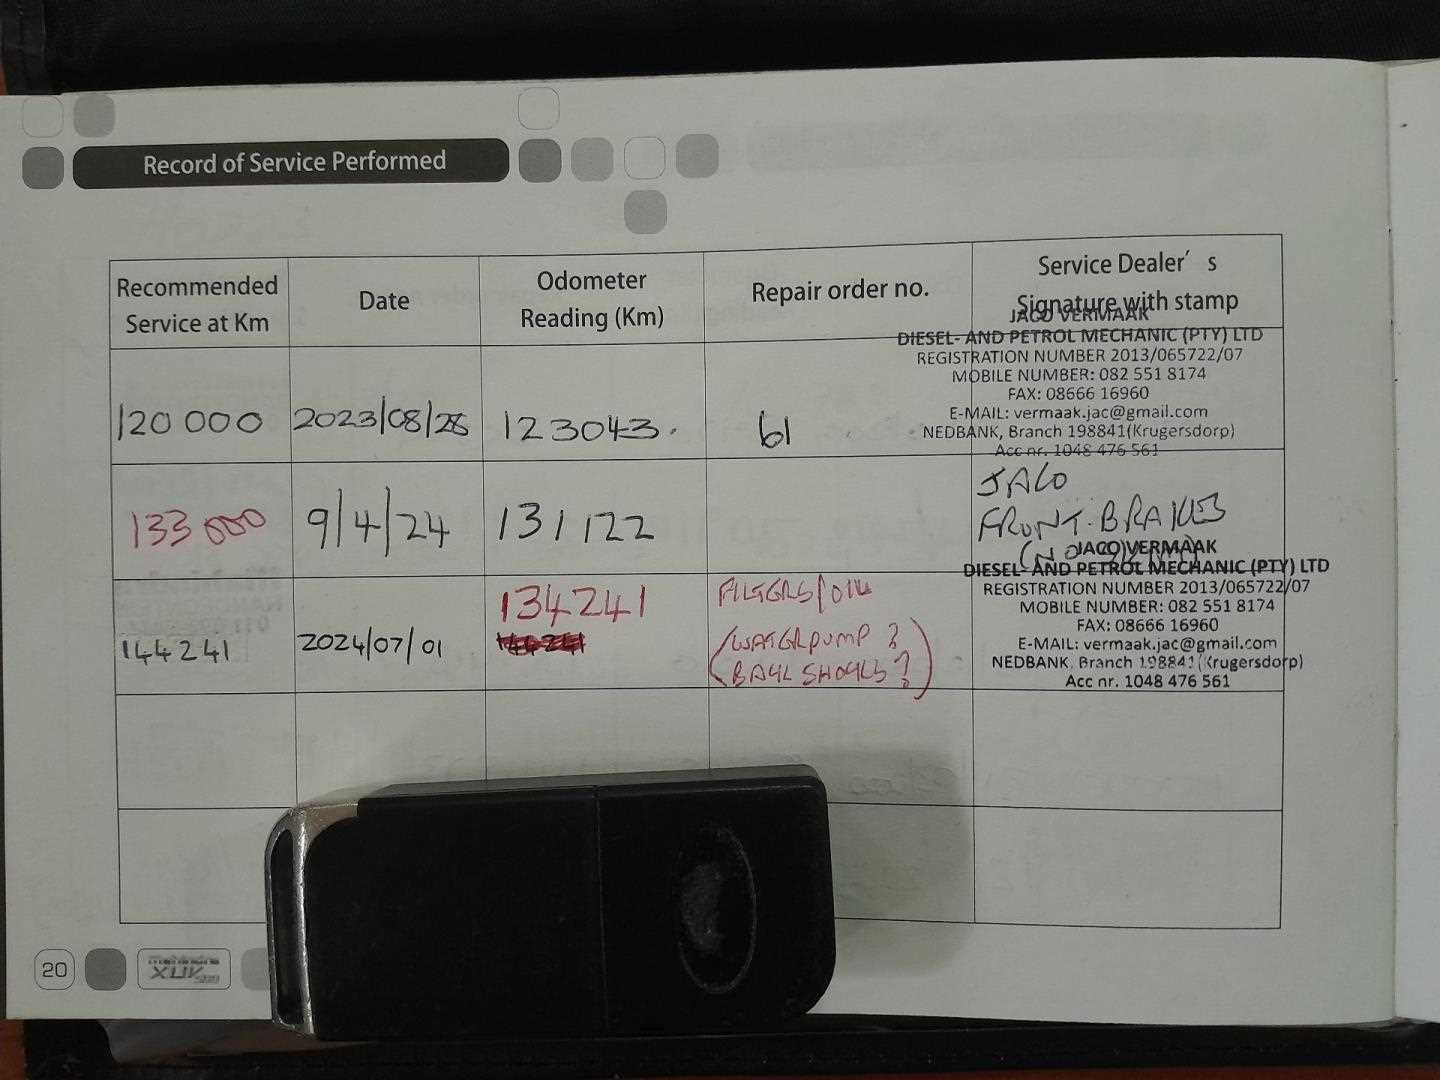 Record of Service Performed
Recommended
Service at Km
Date
Odometer
Reading (Km)
Repair order no.
Service Dealer's
Signature with stamp
JACO VERMAAK
DIESEL- AND PETROL MECHANIC (PTY) LTD
REGISTRATION NUMBER 2013/065722/07
MOBILE NUMBER: 082 551 8174
FAX: 08666 16960
E-MAIL: vermaak.jac@gmail.com
NEDBANK, Branch 198841(Krugersdorp)
Acc nr. 1048 476 561
120 000
2023/08/28
123043.
61
133 000
9/4/24
131122
JACO
FRONT BRAKES
(NO
JACO VERMAAK
DIESEL- AND PETROL MECHANIC (PTY) LTD
REGISTRATION NUMBER 2013/065722/07
MOBILE NUMBER: 082 551 8174
FAX: 08666 16960
E-MAIL: vermaak.jac@gmail.com
NEDBANK, Branch 198841(Krugersdorp)
Acc nr. 1048 476 561
144241
2024/07/01
134241
144241
FILTERS/OIL
(WATERPUMP ?
BACK SHOCKS ?)
20
XUV